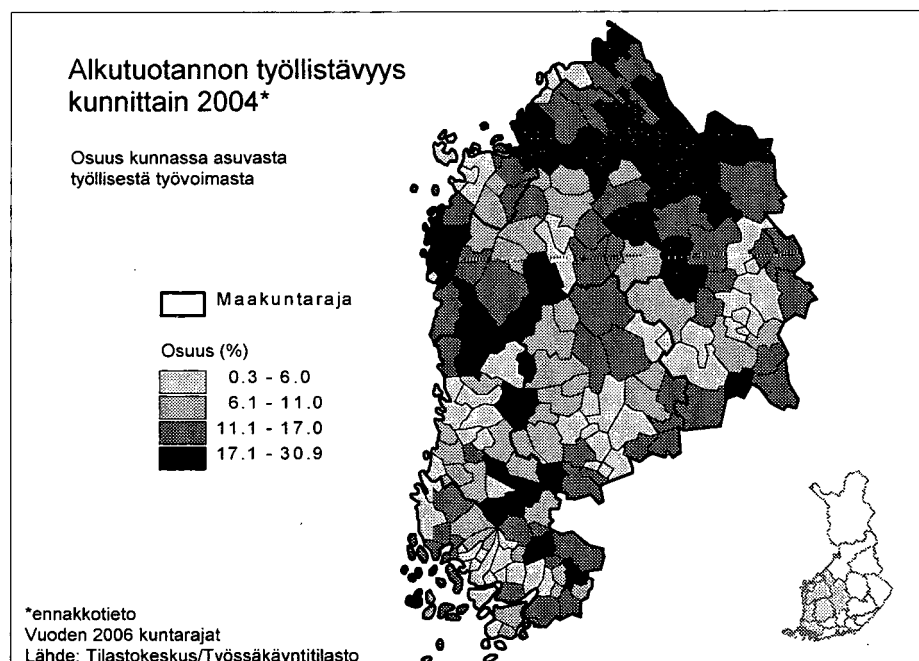 Alkutuotannon työllistävyys
kunnittain 2004*
Osuus kunnassa asuvasta
työllisestä työvoimasta
Maakuntaraja
Osuus (%)
0.3 - 6.0
6.1 - 11.0
11.1 - 17.0
17.1 - 30.9
*ennakkotieto
Vuoden 2006 kuntarajat
Lähde: Tilastokeskus/Työssäkäyntitilasto